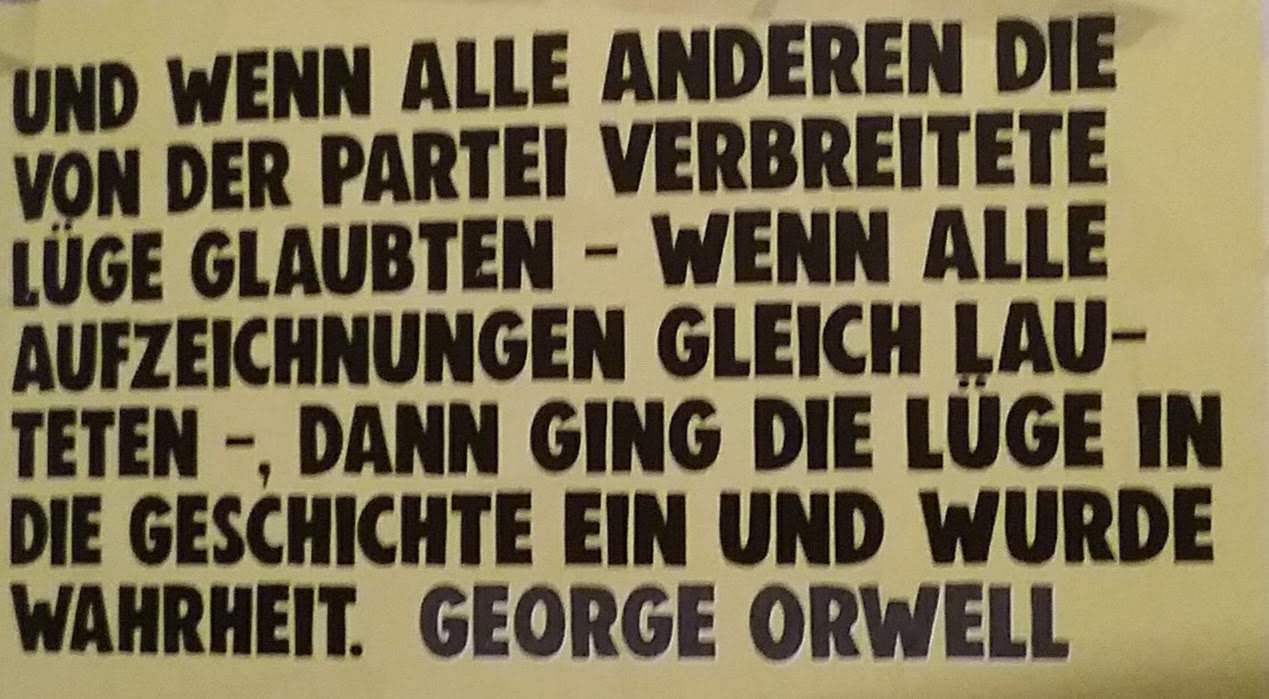 UND WENN ALLE ANDEREN DIE
VON DER PARTEI VERBREITETE
LÜGE GLAUBTEN – WENN ALLE
AUFZEICHNUNGEN GLEICH LAU-
TETEN –, DANN GING DIE LÜGE IN
DIE GESCHICHTE EIN UND WURDE
WAHRHEIT. GEORGE ORWELL